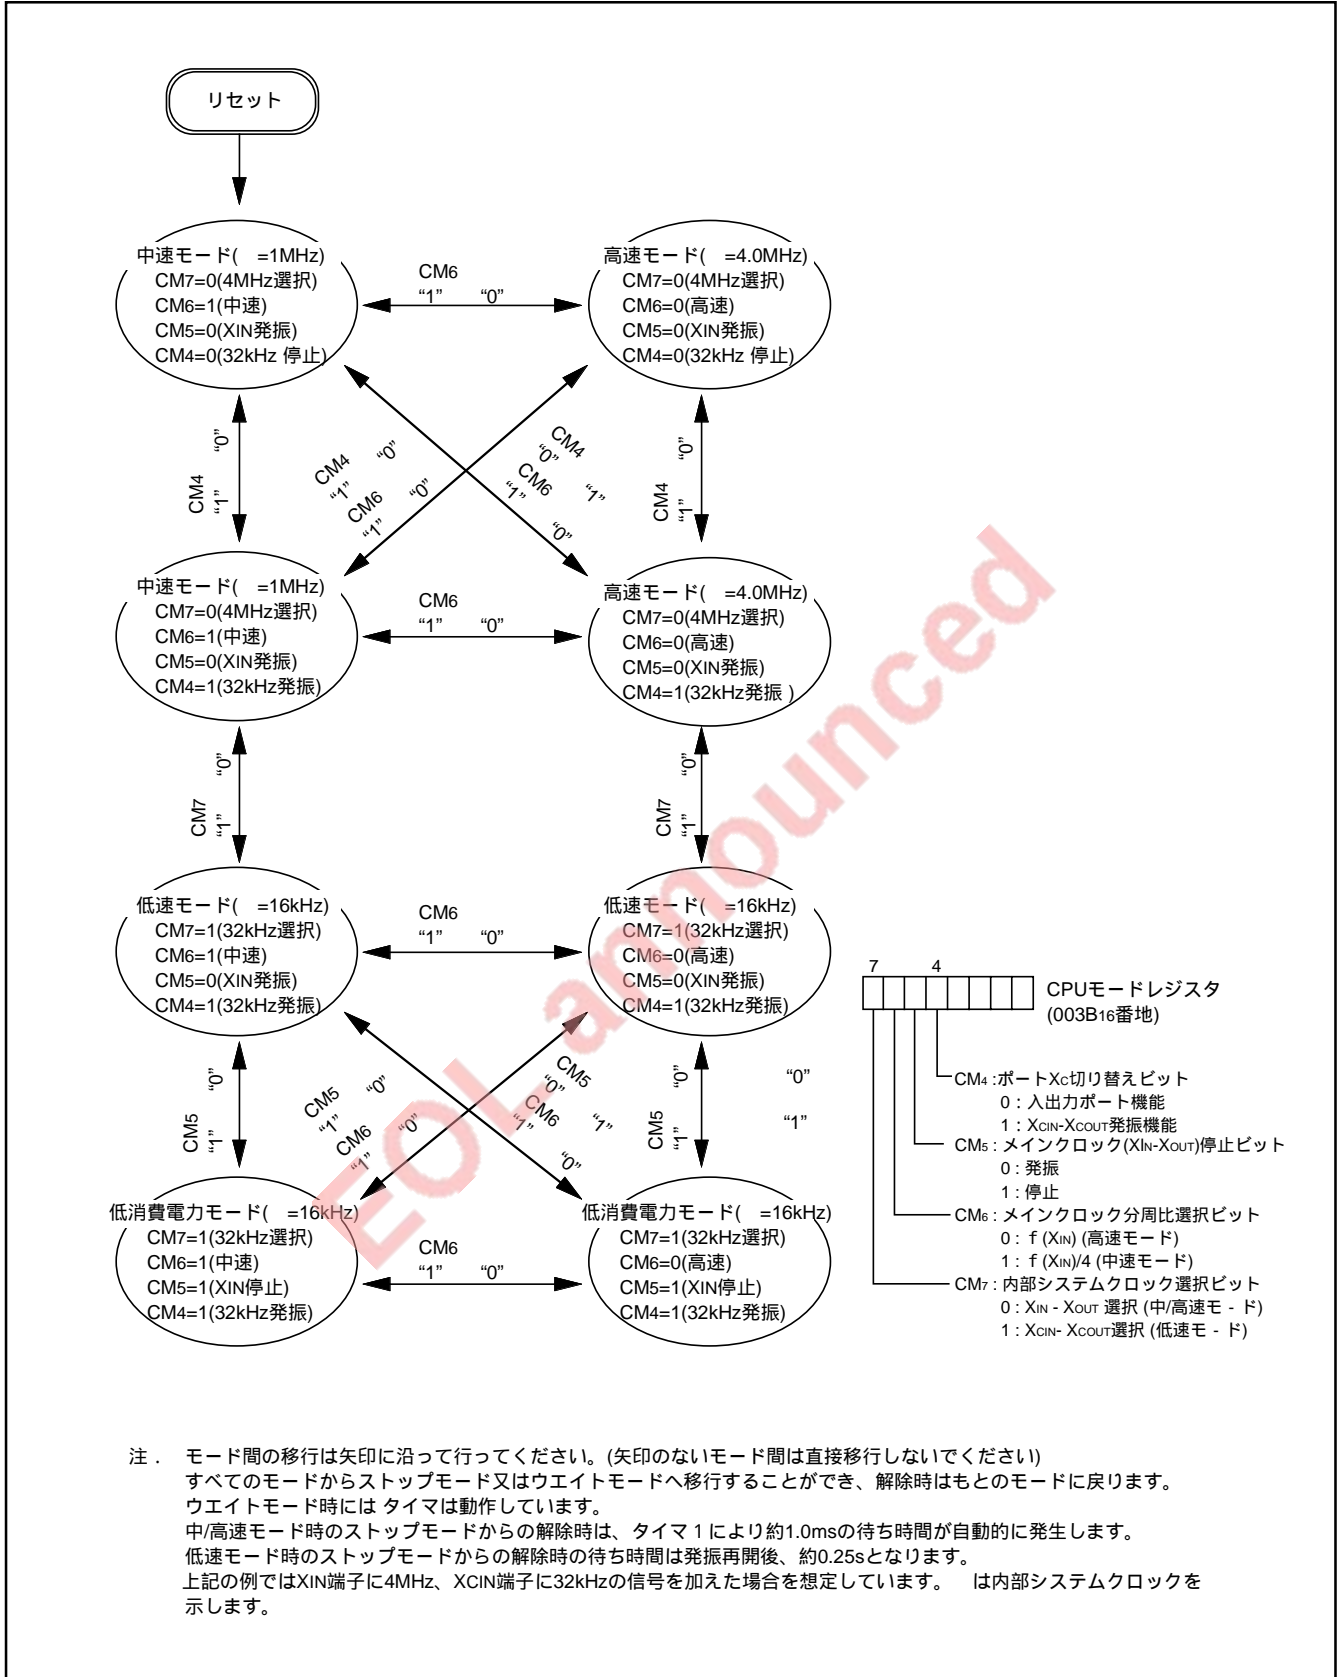 リセット
中速モード(　=1MHz)
CM7=0(4MHz選択)
CM6=1(中速)
CM5=0(XIN発振)
CM4=0(32kHz 停止)
CM6
“1”　“0”
高速モード(　=4.0MHz)
CM7=0(4MHz選択)
CM6=0(高速)
CM5=0(XIN発振)
CM4=0(32kHz 停止)
CM4
“1”　“0”
CM4
“1”　“0”
CM6
“1”　“0”
CM4
“0”　“1”
CM6
“1”　“0”
CM4
“1”　“0”
中速モード(　=1MHz)
CM7=0(4MHz選択)
CM6=1(中速)
CM5=0(XIN発振)
CM4=1(32kHz発振)
CM6
“1”　“0”
高速モード(　=4.0MHz)
CM7=0(4MHz選択)
CM6=0(高速)
CM5=0(XIN発振)
CM4=1(32kHz発振 )
CM7
“1”　“0”
CM7
“1”　“0”
低速モード(　=16kHz)
CM7=1(32kHz選択)
CM6=1(中速)
CM5=0(XIN発振)
CM4=1(32kHz発振)
CM6
“1”　“0”
低速モード(　=16kHz)
CM7=1(32kHz選択)
CM6=0(高速)
CM5=0(XIN発振)
CM4=1(32kHz発振)
CM5
“1”　“0”
CM5
“1”　“0”
CM6
“1”　“0”
CM5
“0”　“1”
CM6
“1”　“0”
CM5
“1”　“0”
“0”
“1”
低消費電力モード(　=16kHz)
CM7=1(32kHz選択)
CM6=1(中速)
CM5=1(XIN停止)
CM4=1(32kHz発振)
CM6
“1”　“0”
低消費電力モード(　=16kHz)
CM7=1(32kHz選択)
CM6=0(高速)
CM5=1(XIN停止)
CM4=1(32kHz発振)
7　4
CPUモードレジスタ
(003B16番地)
CM4 :ポートXC切り替えビット
0 : 入出力ポート機能
1 : XCIN-XCOUT発振機能
CM5 : メインクロック(XIN-XOUT)停止ビット
0 : 発振
1 : 停止
CM6 : メインクロック分周比選択ビット
0 : f (XIN) (高速モード)
1 : f (XIN)/4 (中速モード)
CM7 : 内部システムクロック選択ビット
0 : XIN - XOUT 選択 (中/高速モ - ド)
1 : XCIN- XCOUT選択 (低速モ - ド)
EOL announced
注．　モード間の移行は矢印に沿って行ってください。(矢印のないモード間は直接移行しないでください)
すべてのモードからストップモード又はウエイトモードへ移行することができ、解除時はもとのモードに戻ります。
ウエイトモード時には タイマは動作しています。
中/高速モード時のストップモードからの解除時は、タイマ 1 により約1.0msの待ち時間が自動的に発生します。
低速モード時のストップモードからの解除時の待ち時間は発振再開後、約0.25sとなります。
上記の例ではXIN端子に4MHz、XCIN端子に32kHzの信号を加えた場合を想定しています。　は内部システムクロックを
示します。